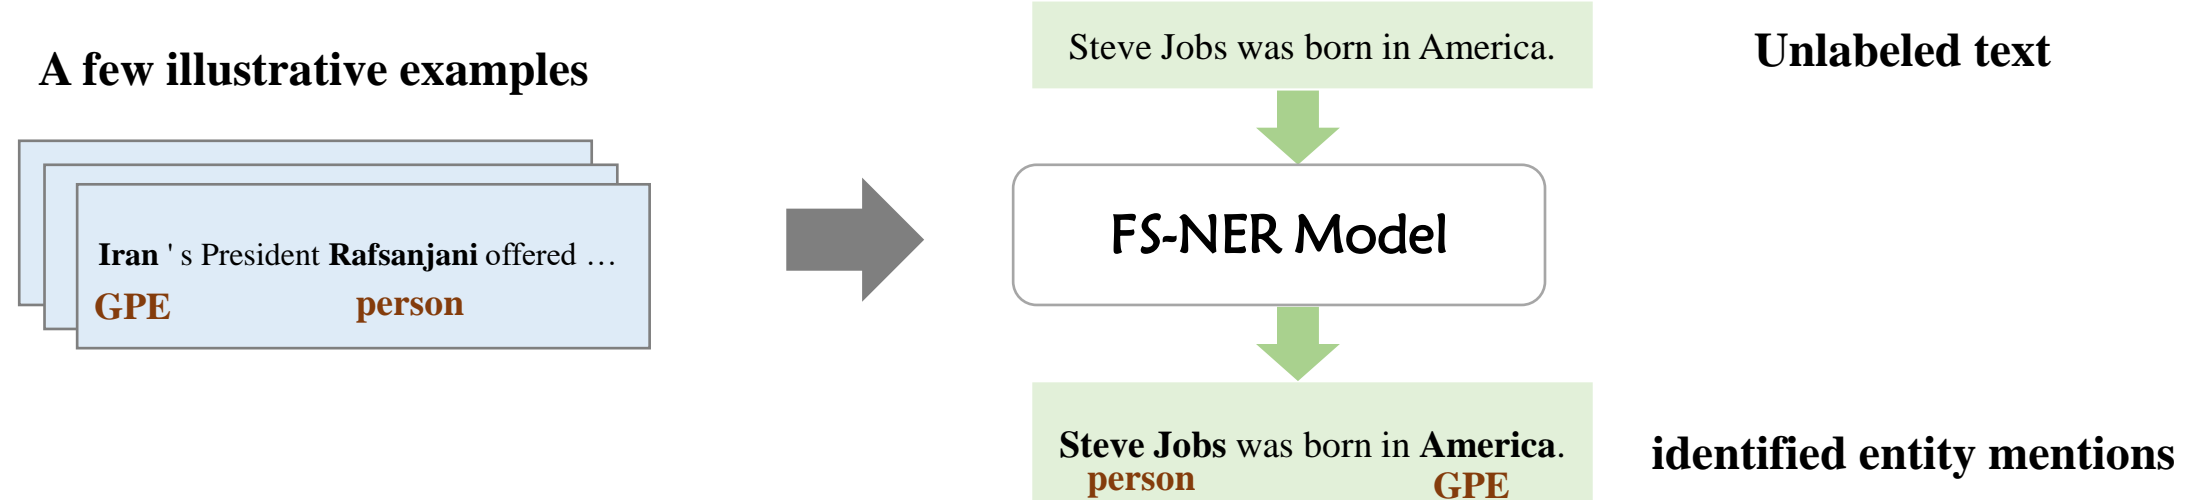 A few illustrative examples
Iran ' s President Rafsanjani offered …
GPE person
Steve Jobs was born in America.
Unlabeled text
FS-NER Model
Steve Jobs was born in America.
person GPE
identified entity mentions